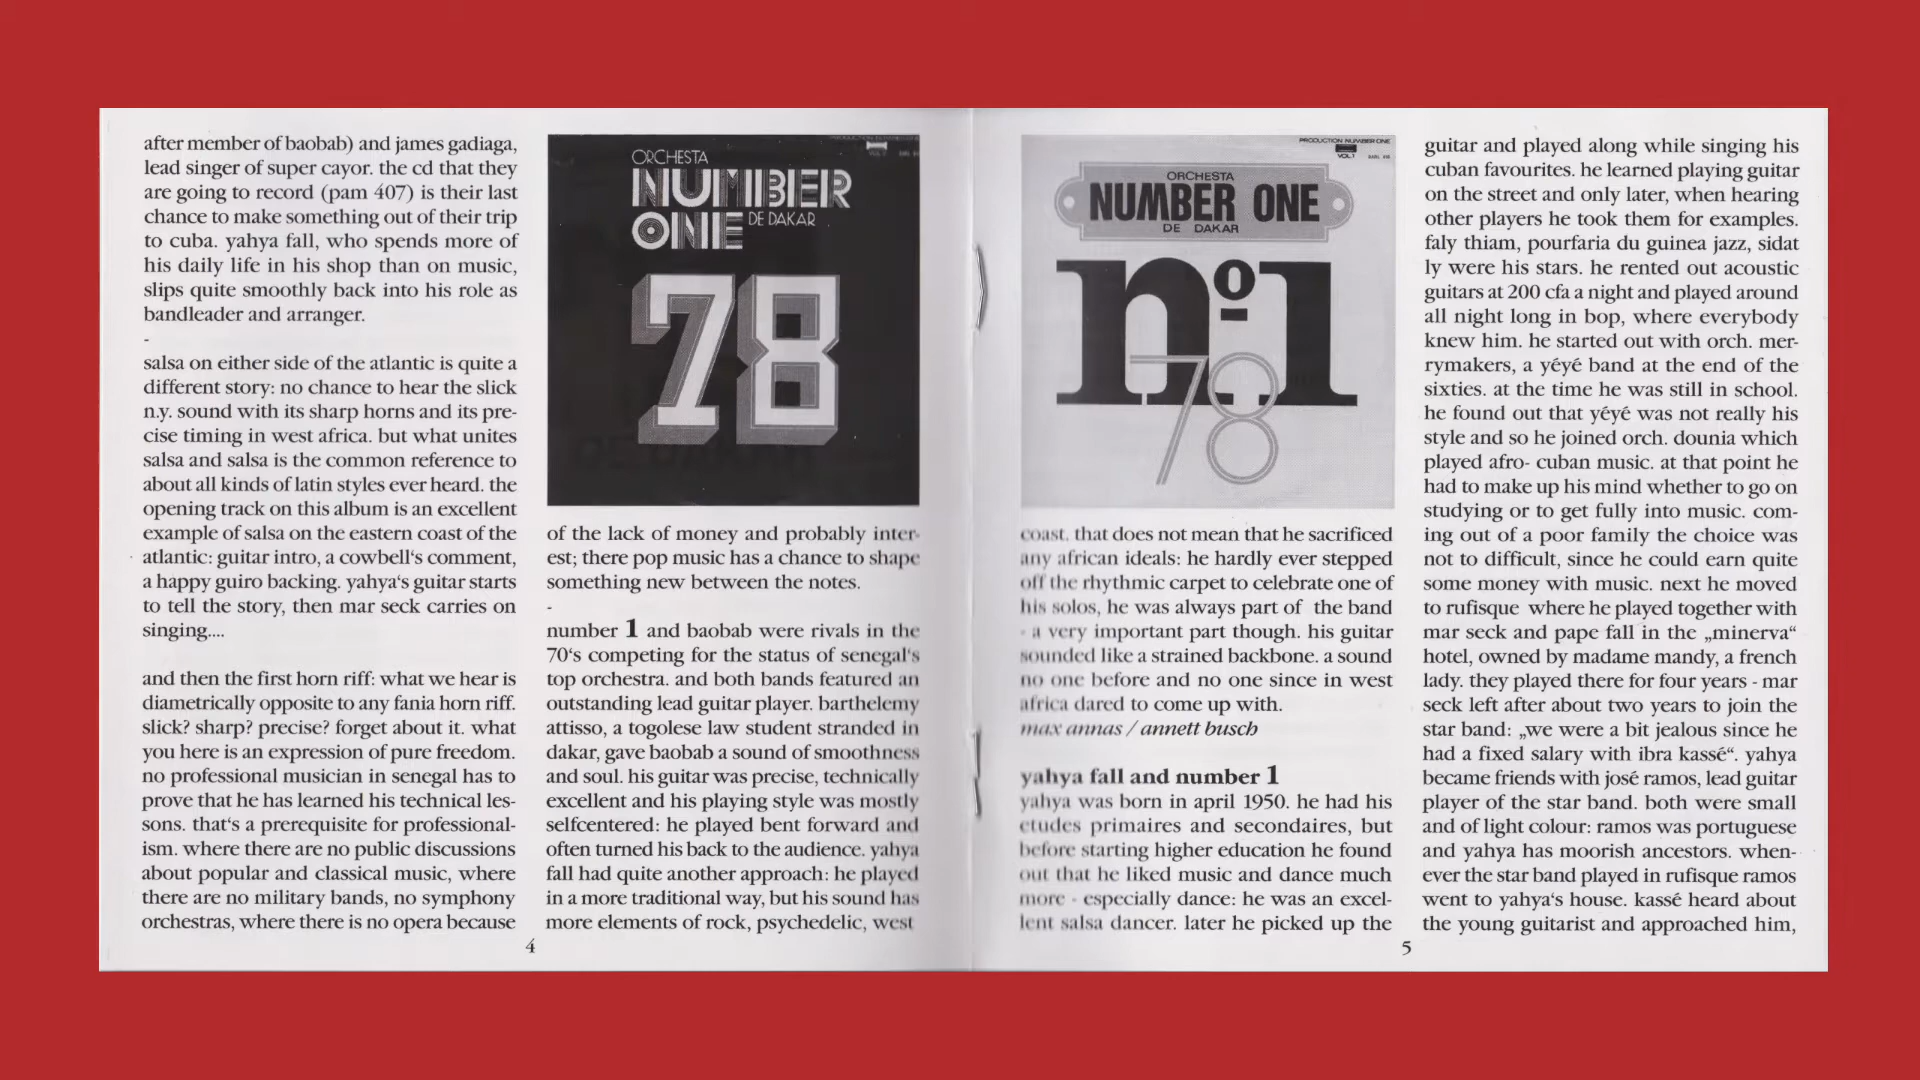 after member of baobab) and james gadiaga,
lead singer of super cayor. the cd that they
are going to record (pam 407) is their last
chance to make something out of their trip
to cuba. yahya fall, who spends more of
his daily life in his shop than on music,
slips quite smoothly back into his role as
bandleader and arranger.
-
salsa on either side of the atlantic is quite a
different story: no chance to hear the slick
n.y. sound with its sharp horns and its pre-
cise timing in west africa. but what unites
salsa and salsa is the common reference to
about all kinds of latin styles ever heard. the
opening track on this album is an excellent
example of salsa on the eastern coast of the
atlantic: guitar intro, a cowbell‘s comment,
a happy guiro backing. yahya‘s guitar starts
to tell the story, then mar seck carries on
singing....
and then the first horn riff: what we hear is
diametrically opposite to any fania horn riff.
slick? sharp? precise? forget about it. what
you here is an expression of pure freedom.
no professional musician in senegal has to
prove that he has learned his technical les-
sons. that‘s a prerequisite for professional-
ism. where there are no public discussions
about popular and classical music, where
there are no military bands, no symphony
orchestras, where there is no opera because
ORCHESTA
NUMBER
ONE DE DAKAR
78
of the lack of money and probably inter-
est; there pop music has a chance to shape
something new between the notes.
-
number 1 and baobab were rivals in the
70‘s competing for the status of senegal‘s
top orchestra. and both bands featured an
outstanding lead guitar player. barthelemy
attisso, a togolese law student stranded in
dakar, gave baobab a sound of smoothness
and soul. his guitar was precise, technically
excellent and his playing style was mostly
selfcentered: he played bent forward and
often turned his back to the audience. yahya
fall had quite another approach: he played
in a more traditional way, but his sound has
more elements of rock, psychedelic, west
4
PRODUCTION NUMBER ONE
VOL.1
ORCHESTA
NUMBER ONE
DE DAKAR
nº1
78
coast. that does not mean that he sacrificed
any african ideals: he hardly ever stepped
off the rhythmic carpet to celebrate one of
his solos, he was always part of the band
- a very important part though. his guitar
sounded like a strained backbone. a sound
no one before and no one since in west
africa dared to come up with.
max annas / annett busch
yahya fall and number 1
yahya was born in april 1950. he had his
etudes primaires and secondaires, but
before starting higher education he found
out that he liked music and dance much
more - especially dance: he was an excel-
lent salsa dancer. later he picked up the
5
guitar and played along while singing his
cuban favourites. he learned playing guitar
on the street and only later, when hearing
other players he took them for examples.
faly thiam, pourfaria du guinea jazz, sidat
ly were his stars. he rented out acoustic
guitars at 200 cfa a night and played around
all night long in bop, where everybody
knew him. he started out with orch. mer-
rymakers, a yéyé band at the end of the
sixties. at the time he was still in school.
he found out that yéyé was not really his
style and so he joined orch. dounia which
played afro- cuban music. at that point he
had to make up his mind whether to go on
studying or to get fully into music. com-
ing out of a poor family the choice was
not to difficult, since he could earn quite
some money with music. next he moved
to rufisque where he played together with
mar seck and pape fall in the „minerva“
hotel, owned by madame mandy, a french
lady. they played there for four years - mar
seck left after about two years to join the
star band: „we were a bit jealous since he
had a fixed salary with ibra kassé“. yahya
became friends with josé ramos, lead guitar
player of the star band. both were small
and of light colour: ramos was portuguese
and yahya has moorish ancestors. when-
ever the star band played in rufisque ramos
went to yahya‘s house. kassé heard about
the young guitarist and approached him,